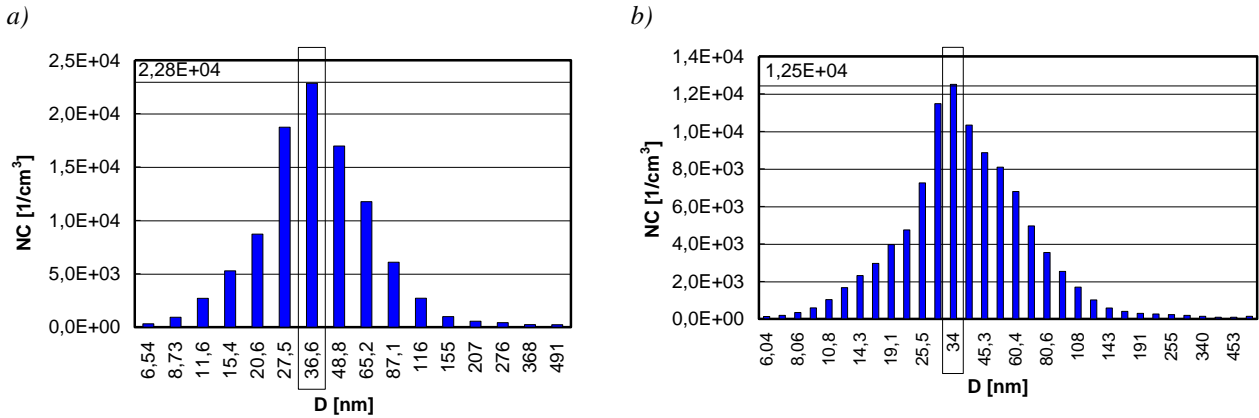 a)
2,28E+04
2,5E+04
2,0E+04
1,5E+04
1,0E+04
5,0E+03
0,0E+00
NC [1/cm³]
6,54
8,73
11,6
15,4
20,6
27,5
36,6
48,8
65,2
87,1
116
155
207
276
368
491
D [nm]
b)
1,25E+04
1,4E+04
1,2E+04
1,0E+04
8,0E+03
6,0E+03
4,0E+03
2,0E+03
0,0E+00
NC [1/cm³]
6,04
8,06
10,8
14,3
19,1
25,5
34
45,3
60,4
80,6
108
143
191
255
340
453
D [nm]